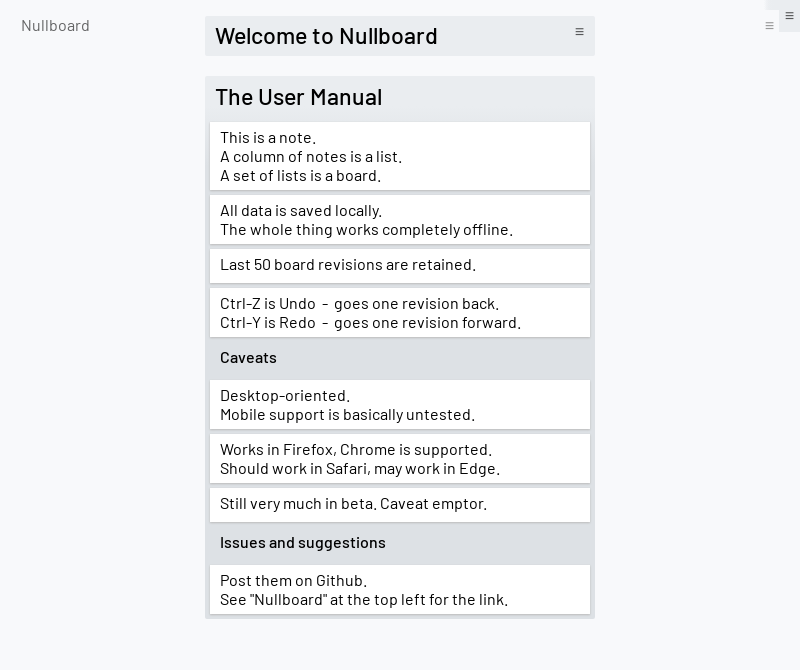 Nullboard
Welcome to Nullboard
The User Manual
This is a note.
A column of notes is a list.
A set of lists is a board.
All data is saved locally.
The whole thing works completely offline.
Last 50 board revisions are retained.
Ctrl-Z is Undo - goes one revision back.
Ctrl-Y is Redo - goes one revision forward.
Caveats
Desktop-oriented.
Mobile support is basically untested.
Works in Firefox, Chrome is supported.
Should work in Safari, may work in Edge.
Still very much in beta. Caveat emptor.
Issues and suggestions
Post them on Github.
See "Nullboard" at the top left for the link.